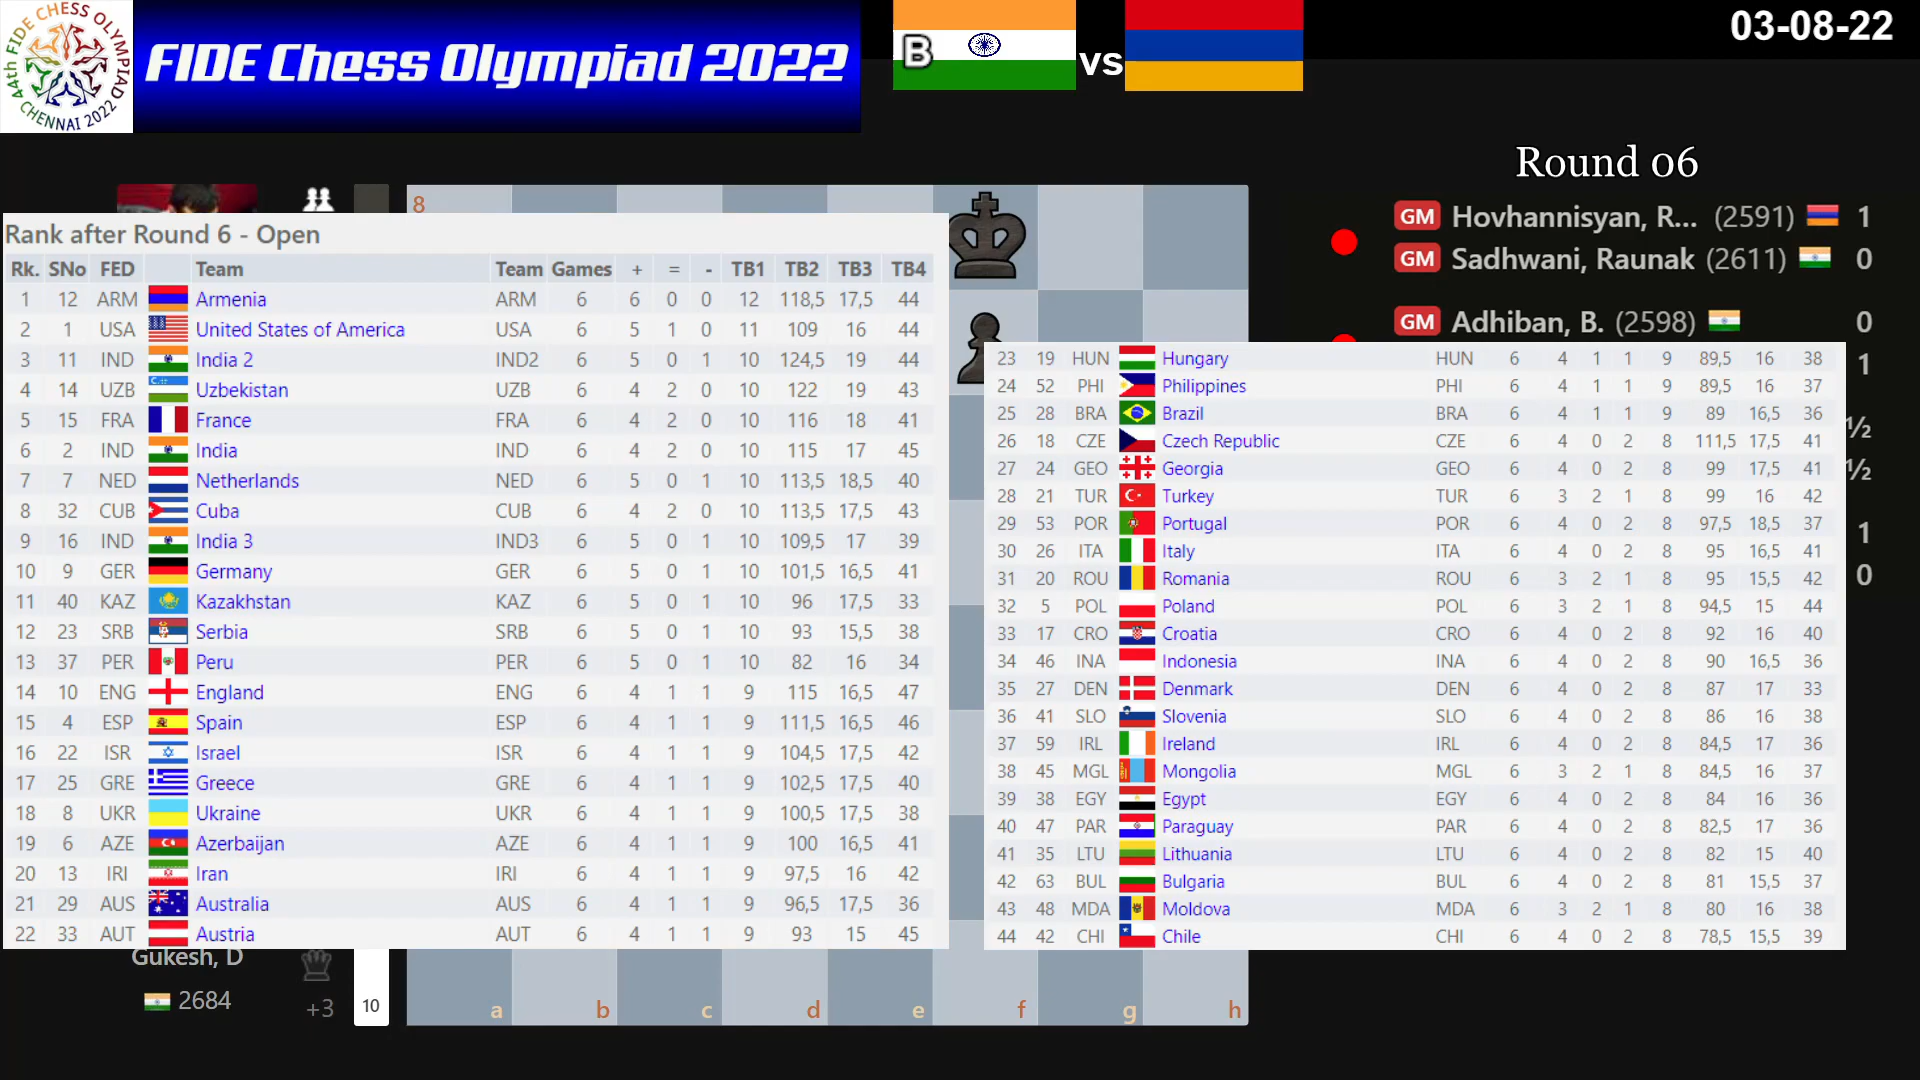 44th FIDE CHESS OLYMPIAD
CHENNAI 2022
FIDE Chess Olympiad 2022
B
vs
03-08-22
Round 06
GM Hovhannisyan, R... (2591) 1
GM Sadhwani, Raunak (2611) 0
GM Adhiban, B. (2598) 0
1
½
½
1
0
8
Rank after Round 6 - Open
Rk. SNo FED Team Team Games + = - TB1 TB2 TB3 TB4
1 12 ARM Armenia ARM 6 6 0 0 12 118,5 17,5 44
2 1 USA United States of America USA 6 5 1 0 11 109 16 44
3 11 IND India 2 IND2 6 5 0 1 10 124,5 19 44
4 14 UZB Uzbekistan UZB 6 4 2 0 10 122 19 43
5 15 FRA France FRA 6 4 2 0 10 116 18 41
6 2 IND India IND 6 4 2 0 10 115 17 45
7 7 NED Netherlands NED 6 5 0 1 10 113,5 18,5 40
8 32 CUB Cuba CUB 6 4 2 0 10 113,5 17,5 43
9 16 IND India 3 IND3 6 5 0 1 10 109,5 17 39
10 9 GER Germany GER 6 5 0 1 10 101,5 16,5 41
11 40 KAZ Kazakhstan KAZ 6 5 0 1 10 96 17,5 33
12 23 SRB Serbia SRB 6 5 0 1 10 93 15,5 38
13 37 PER Peru PER 6 5 0 1 10 82 16 34
14 10 ENG England ENG 6 4 1 1 9 115 16,5 47
15 4 ESP Spain ESP 6 4 1 1 9 111,5 16,5 46
16 22 ISR Israel ISR 6 4 1 1 9 104,5 17,5 42
17 25 GRE Greece GRE 6 4 1 1 9 102,5 17,5 40
18 8 UKR Ukraine UKR 6 4 1 1 9 100,5 17,5 38
19 6 AZE Azerbaijan AZE 6 4 1 1 9 100 16,5 41
20 13 IRI Iran IRI 6 4 1 1 9 97,5 16 42
21 29 AUS Australia AUS 6 4 1 1 9 96,5 17,5 36
22 33 AUT Austria AUT 6 4 1 1 9 93 15 45
23 19 HUN Hungary HUN 6 4 1 1 9 89,5 16 38
24 52 PHI Philippines PHI 6 4 1 1 9 89,5 16 37
25 28 BRA Brazil BRA 6 4 1 1 9 89 16,5 36
26 18 CZE Czech Republic CZE 6 4 0 2 8 111,5 17,5 41
27 24 GEO Georgia GEO 6 4 0 2 8 99 17,5 41
28 21 TUR Turkey TUR 6 3 2 1 8 99 16 42
29 53 POR Portugal POR 6 4 0 2 8 97,5 18,5 37
30 26 ITA Italy ITA 6 4 0 2 8 95 16,5 41
31 20 ROU Romania ROU 6 3 2 1 8 95 15,5 42
32 5 POL Poland POL 6 3 2 1 8 94,5 15 44
33 17 CRO Croatia CRO 6 4 0 2 8 92 16 40
34 46 INA Indonesia INA 6 4 0 2 8 90 16,5 36
35 27 DEN Denmark DEN 6 4 0 2 8 87 17 33
36 41 SLO Slovenia SLO 6 4 0 2 8 86 16 38
37 59 IRL Ireland IRL 6 4 0 2 8 84,5 17 36
38 45 MGL Mongolia MGL 6 3 2 1 8 84,5 16 37
39 38 EGY Egypt EGY 6 4 0 2 8 84 16 36
40 47 PAR Paraguay PAR 6 4 0 2 8 82,5 17 36
41 35 LTU Lithuania LTU 6 4 0 2 8 82 15 40
42 63 BUL Bulgaria BUL 6 4 0 2 8 81 15,5 37
43 48 MDA Moldova MDA 6 3 2 1 8 80 16 38
44 42 CHI Chile CHI 6 4 0 2 8 78,5 15,5 39
Gukesh, D
2684
+3
10
a b c d e f g h